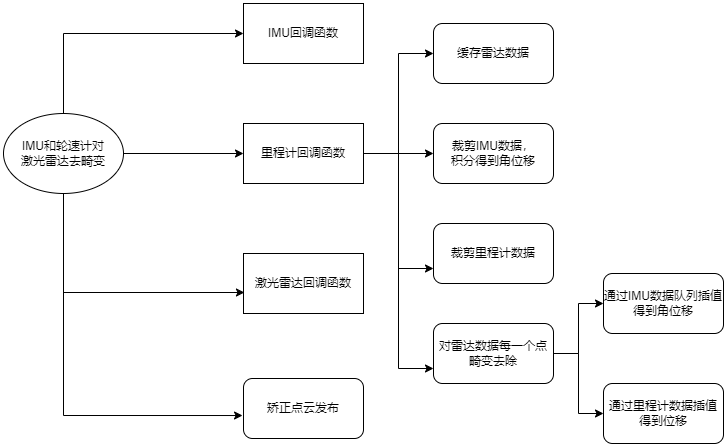 IMU和轮速计对
激光雷达去畸变
IMU回调函数
里程计回调函数
激光雷达回调函数
矫正点云发布
缓存雷达数据
裁剪IMU数据，
积分得到角位移
裁剪里程计数据
对雷达数据每一个点
畸变去除
通过IMU数据队列插值
得到角位移
通过里程计数据插值
得到位移